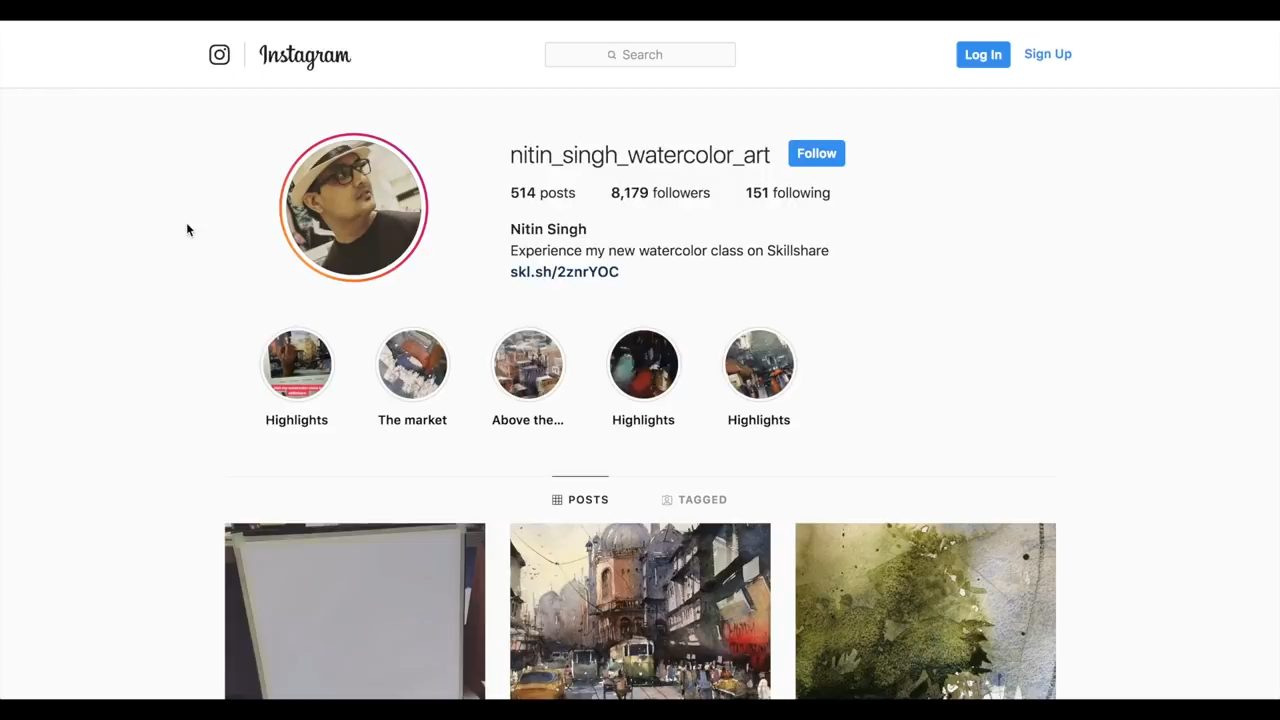 Instagram
Search
Log In
Sign Up
nitin_singh_watercolor_art
Follow
514 posts
8,179 followers
151 following
Nitin Singh
Experience my new watercolor class on Skillshare
skl.sh/2znrYOC
Highlights
The market
Above the...
Highlights
Highlights
POSTS
TAGGED